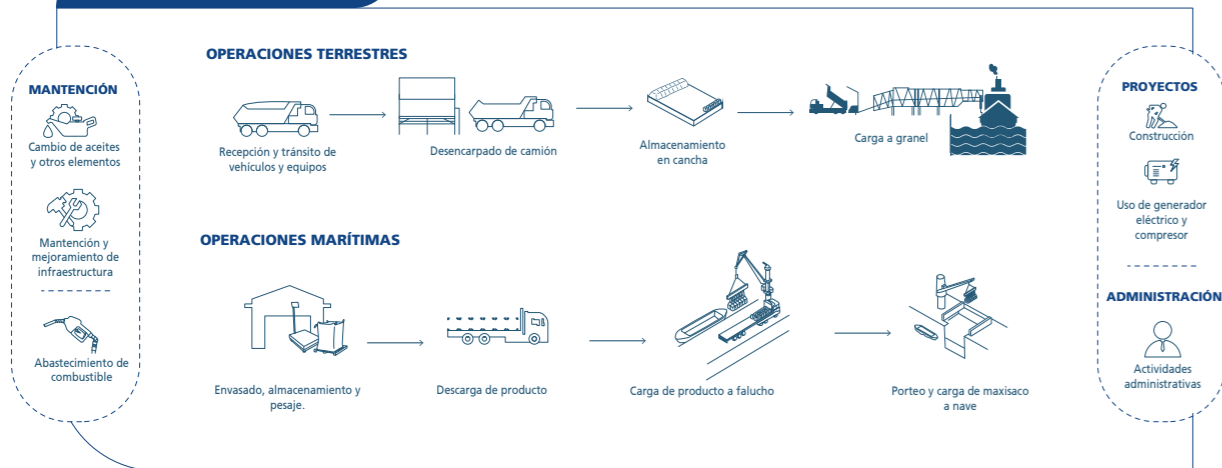 MANTENCIÓN
Cambio de aceites
y otros elementos
Mantención y
mejoramiento de
infraestructura
Abastecimiento de
combustible
OPERACIONES TERRESTRES
Recepción y tránsito de
vehículos y equipos
Desencarpado de camión
Almacenamiento
en cancha
Carga a granel
OPERACIONES MARÍTIMAS
Envasado, almacenamiento y
pesaje.
Descarga de producto
Carga de producto a falucho
Porteo y carga de maxisaco
a nave
PROYECTOS
Construcción
Uso de generador
eléctrico y
compresor
ADMINISTRACIÓN
Actividades
administrativas